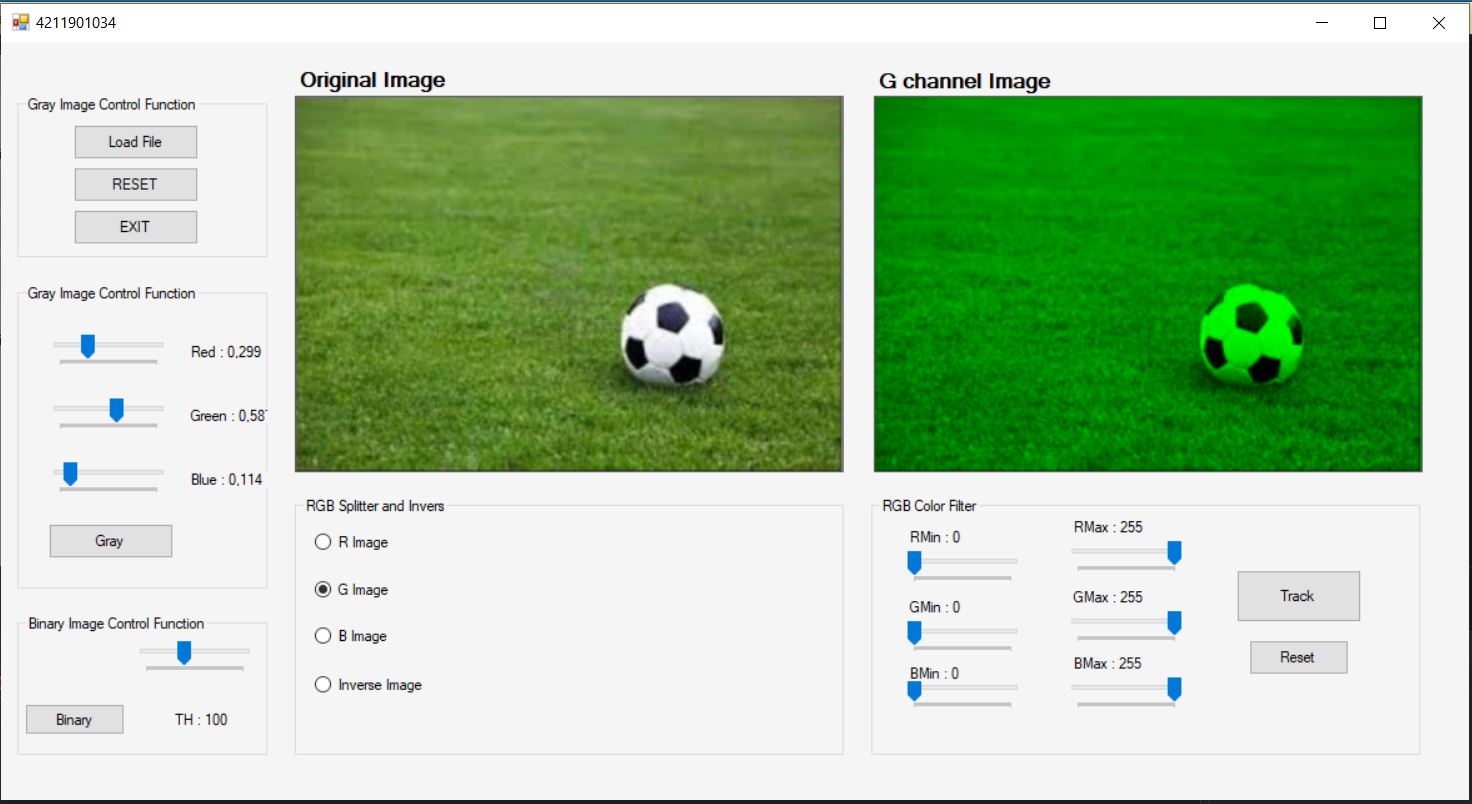 4211901034
Original Image
G channel Image
Gray Image Control Function
Load File
RESET
EXIT
Gray Image Control Function
Red : 0,299
Green : 0,58
Blue : 0,114
Gray
Binary Image Control Function
Binary
TH : 100
RGB Splitter and Invers
R Image
G Image
B Image
Inverse Image
RGB Color Filter
RMin : 0
RMax : 255
GMin : 0
GMax : 255
BMin : 0
BMax : 255
Track
Reset